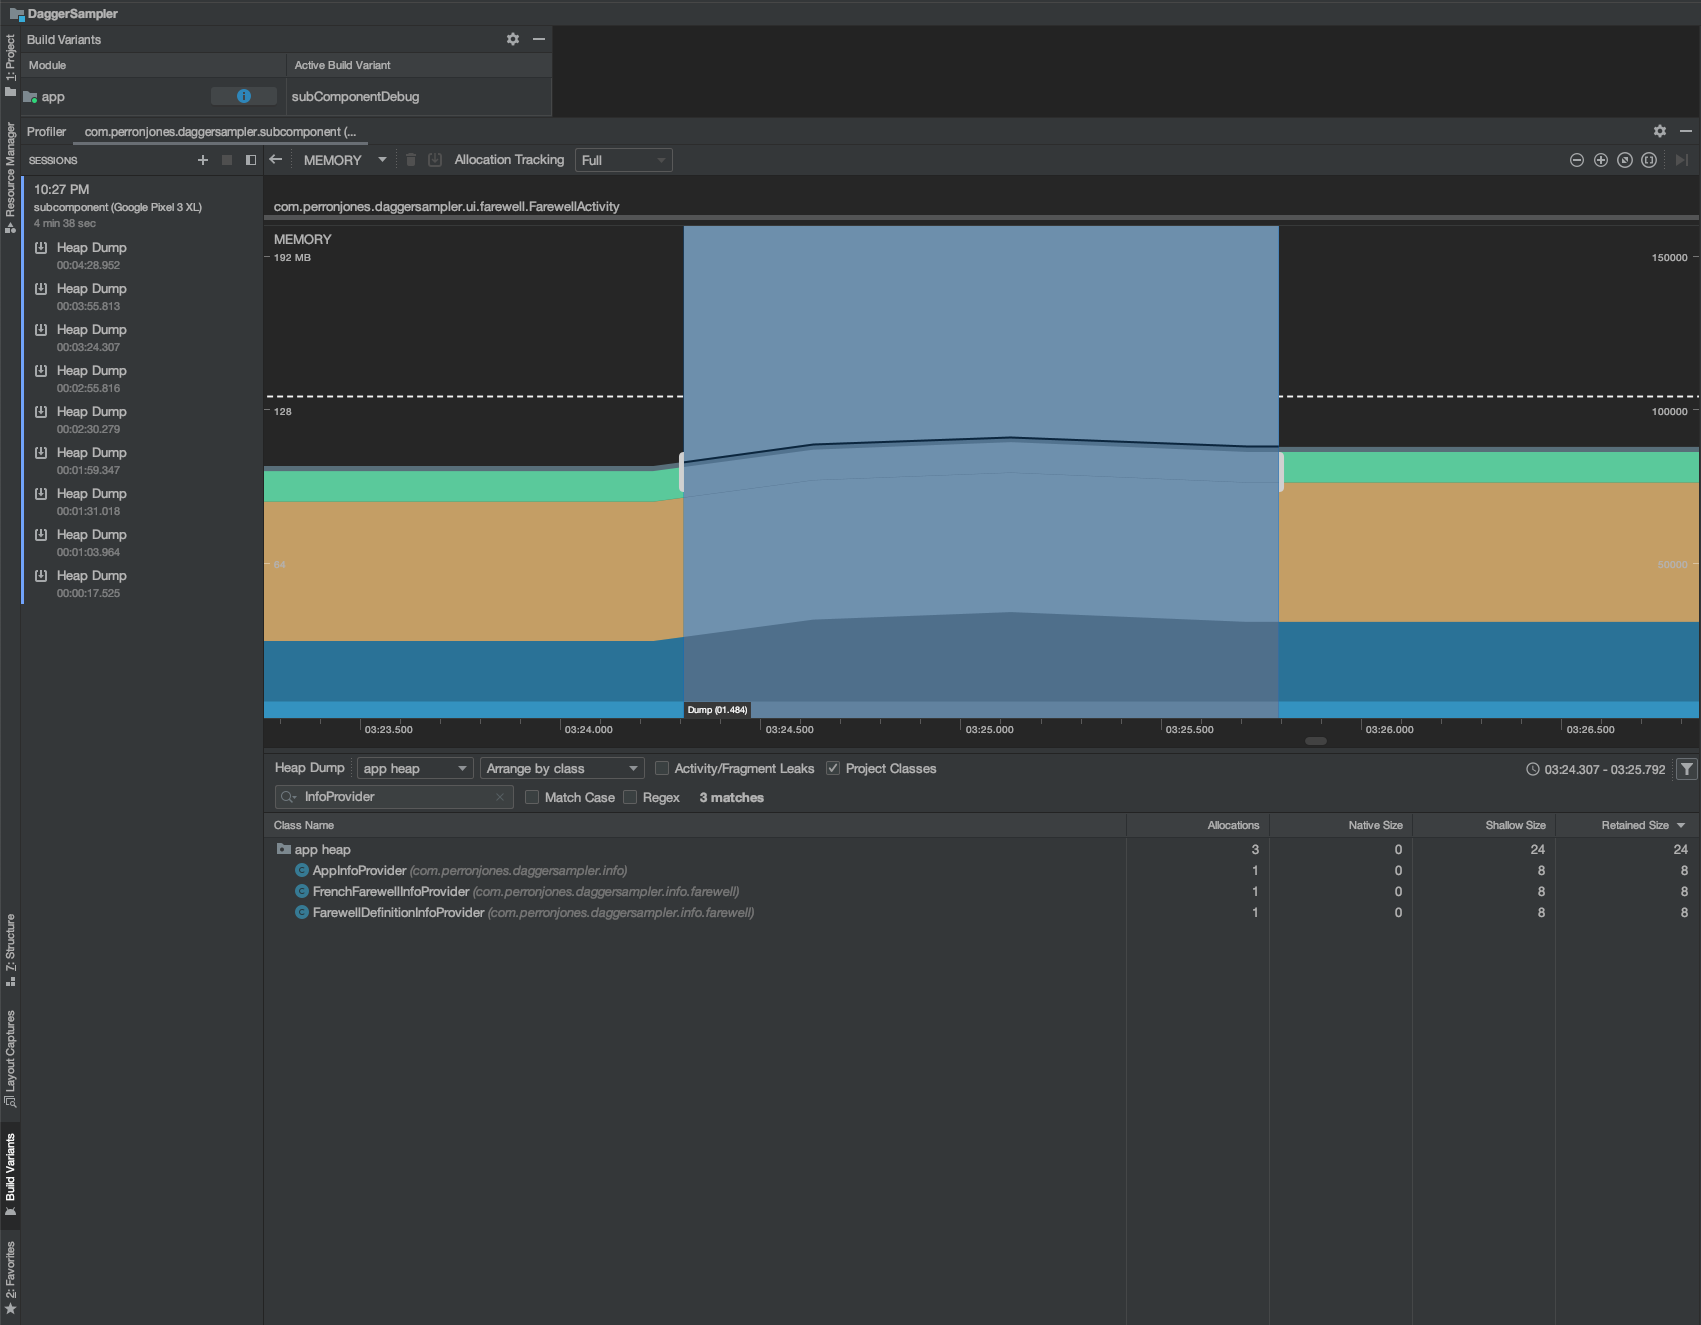 DaggerSampler
1: Project
Resource Manager
Z: Structure
Layout Captures
Build Variants
2: Favorites
Build Variants
Module
Active Build Variant
app
subComponentDebug
Profiler
com.perronjones.daggersampler.subcomponent (...
SESSIONS
MEMORY
Allocation Tracking
Full
10:27 PM
subcomponent (Google Pixel 3 XL)
4 min 38 sec
Heap Dump
00:04:28.952
Heap Dump
00:03:55.813
Heap Dump
00:03:24.307
Heap Dump
00:02:55.816
Heap Dump
00:02:30.279
Heap Dump
00:01:59.347
Heap Dump
00:01:31.018
Heap Dump
00:01:03.964
Heap Dump
00:00:17.525
com.perronjones.daggersampler.ui.farewell.FarewellActivity
MEMORY
192 MB
150000
128
100000
64
50000
Dump (01.484)
03:23.500
03:24.000
03:24.500
03:25.000
03:25.500
03:26.000
03:26.500
Heap Dump
app heap
Arrange by class
Activity/Fragment Leaks
Project Classes
03:24.307 - 03:25.792
InfoProvider
Match Case
Regex
3 matches
Class Name
Allocations
Native Size
Shallow Size
Retained Size
app heap 3 0 24 24
AppInfoProvider (com.perronjones.daggersampler.info) 1 0 8 8
FrenchFarewellInfoProvider (com.perronjones.daggersampler.info.farewell) 1 0 8 8
FarewellDefinitionInfoProvider (com.perronjones.daggersampler.info.farewell) 1 0 8 8